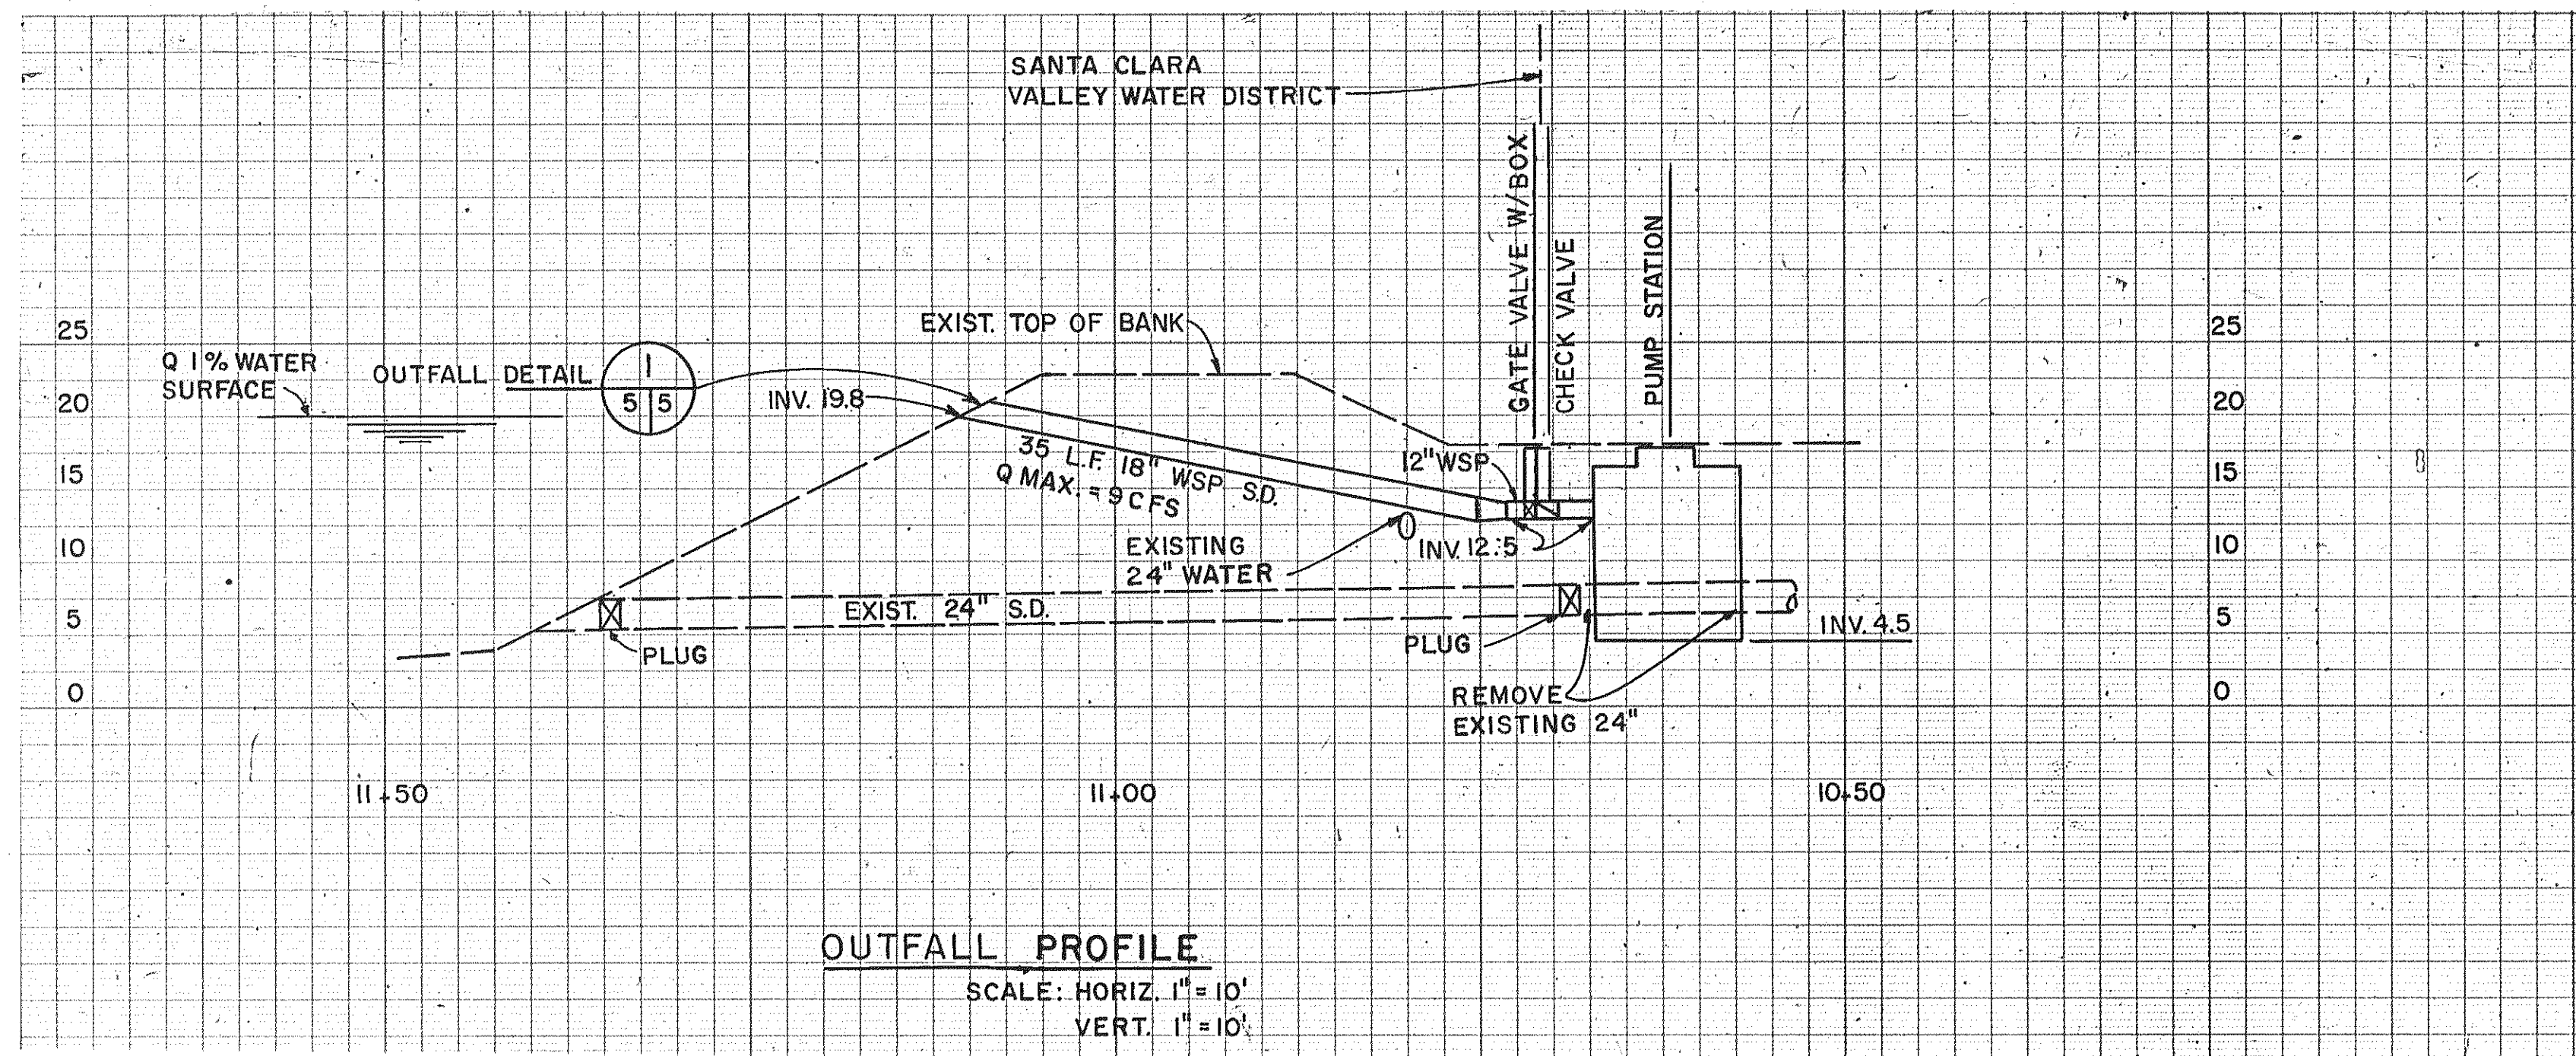 SANTA CLARA
VALLEY WATER DISTRICT
GATE VALVE W/BOX
CHECK VALVE
PUMP STATION
EXIST. TOP OF BANK
25
25
Q 1% WATER
SURFACE
OUTFALL DETAIL
1
5 5
INV. 19.8
20
20
35 L.F. 18" WSP S.D.
Q MAX. = 9 CFS
12" WSP
15
15
EXISTING
24" WATER
INV. 12.5
10
10
EXIST. 24" S.D.
5
5
PLUG
PLUG
INV. 4.5
REMOVE
EXISTING 24"
0
0
11+50
11+00
10+50
OUTFALL PROFILE
SCALE: HORIZ. 1" = 10'
VERT. 1" = 10'